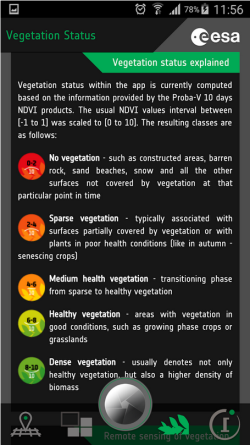 78% 11:56
Vegetation Status
esa
Vegetation status explained
Vegetation status within the app is currently computed
based on the information provided by the Proba-V 10 days
NDVI products. The usual NDVI values interval between
[-1 to 1] was scaled to [0 to 10]. The resulting classes are
as follows:
No vegetation - such as constructed areas, barren
rock, sand beaches, snow and all the other
surfaces not covered by vegetation at that
particular point in time
0-2
10
Sparse vegetation - typically associated with
surfaces partially covered by vegetation or with
plants in poor health conditions (like in autumn -
senescing crops)
2-4
10
Medium health vegetation - transitioning phase
from sparse to healthy vegetation
4-6
10
Healthy vegetation - areas with vegetation in
good conditions, such as growing phase crops or
grasslands
6-8
10
Dense vegetation - usually denotes not only
healthy vegetation, but also a higher density of
biomass
8-10
10
Remote sensing of vegetation